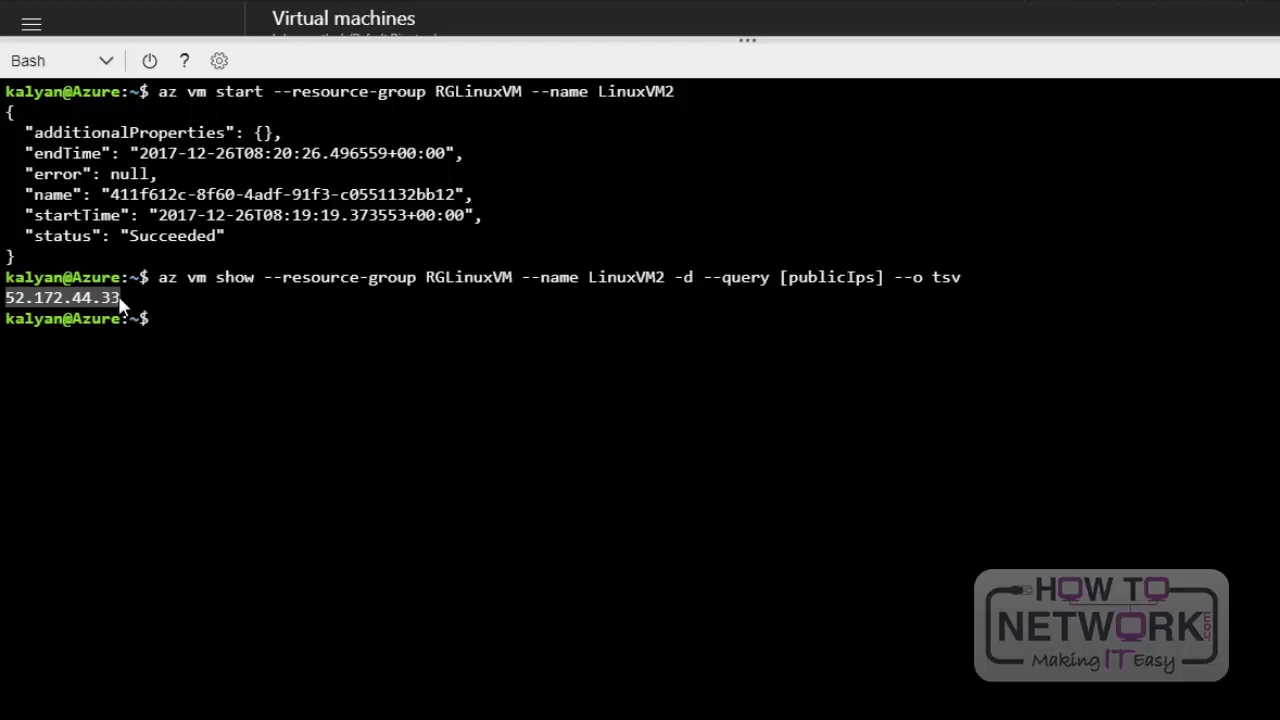 Virtual machines
Bash
?
kalyan@Azure:~$ az vm start --resource-group RGLinuxVM --name LinuxVM2
{
  "additionalProperties": {},
  "endTime": "2017-12-26T08:20:26.496559+00:00",
  "error": null,
  "name": "411f612c-8f60-4adf-91f3-c0551132bb12",
  "startTime": "2017-12-26T08:19:19.373553+00:00",
  "status": "Succeeded"
}
kalyan@Azure:~$ az vm show --resource-group RGLinuxVM --name LinuxVM2 -d --query [publicIps] --o tsv
52.172.44.33
kalyan@Azure:~$
HOW TO
NETWORK.com
Making IT Easy